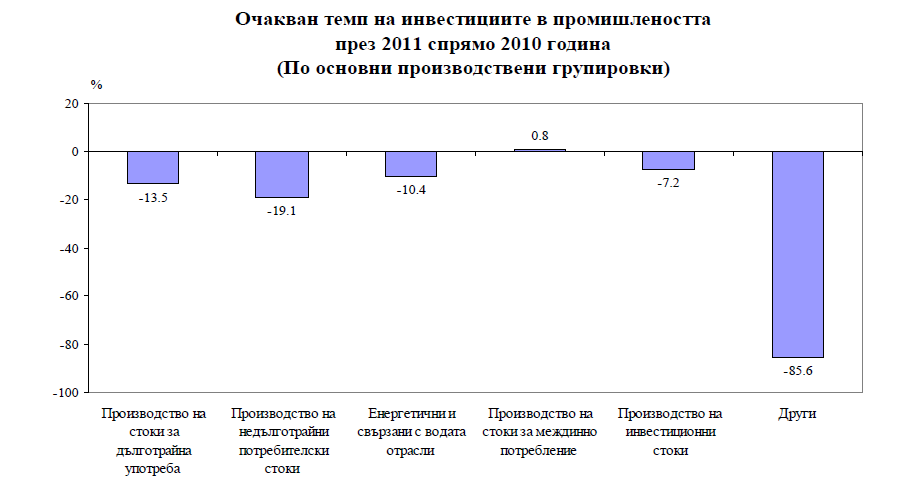 Очакван темп на инвестициите в промишлеността
през 2011 спрямо 2010 година
(По основни производствени групировки)
%
20
0
-20
-40
-60
-80
-100
-13.5
-19.1
-10.4
0.8
-7.2
-85.6
Производство на
стоки за
дълготрайна
употреба
Производство на
недълготрайни
потребителски
стоки
Енергетични и
свързани с водата
отрасли
Производство на
стоки за междинно
потребление
Производство на
инвестиционни
стоки
Други